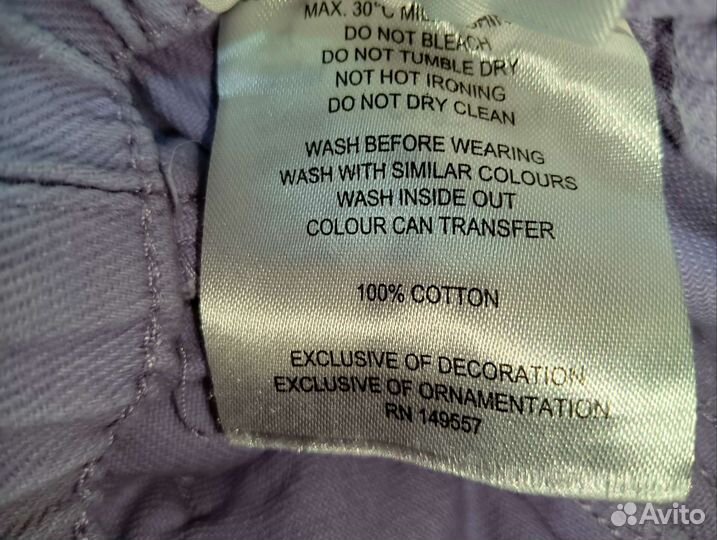 MAX. 30°C
DO NOT BLEACH
DO NOT TUMBLE DRY
NOT HOT IRONING
DO NOT DRY CLEAN
WASH BEFORE WEARING
WASH WITH SIMILAR COLOURS
WASH INSIDE OUT
COLOUR CAN TRANSFER
100% COTTON
EXCLUSIVE OF DECORATION
EXCLUSIVE OF ORNAMENTATION
RN 149557
Avito